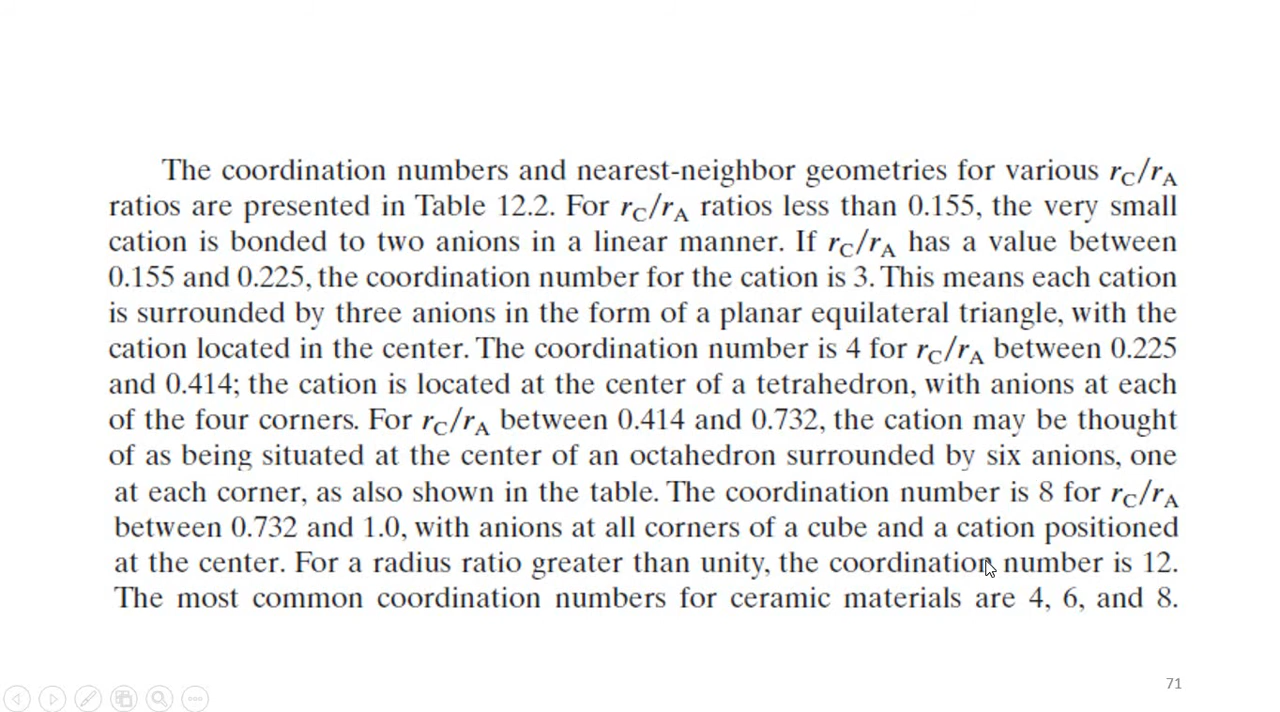 The coordination numbers and nearest-neighbor geometries for various rC/rA
ratios are presented in Table 12.2. For rC/rA ratios less than 0.155, the very small
cation is bonded to two anions in a linear manner. If rC/rA has a value between
0.155 and 0.225, the coordination number for the cation is 3. This means each cation
is surrounded by three anions in the form of a planar equilateral triangle, with the
cation located in the center. The coordination number is 4 for rC/rA between 0.225
and 0.414; the cation is located at the center of a tetrahedron, with anions at each
of the four corners. For rC/rA between 0.414 and 0.732, the cation may be thought
of as being situated at the center of an octahedron surrounded by six anions, one
at each corner, as also shown in the table. The coordination number is 8 for rC/rA
between 0.732 and 1.0, with anions at all corners of a cube and a cation positioned
at the center. For a radius ratio greater than unity, the coordination number is 12.
The most common coordination numbers for ceramic materials are 4, 6, and 8.
71